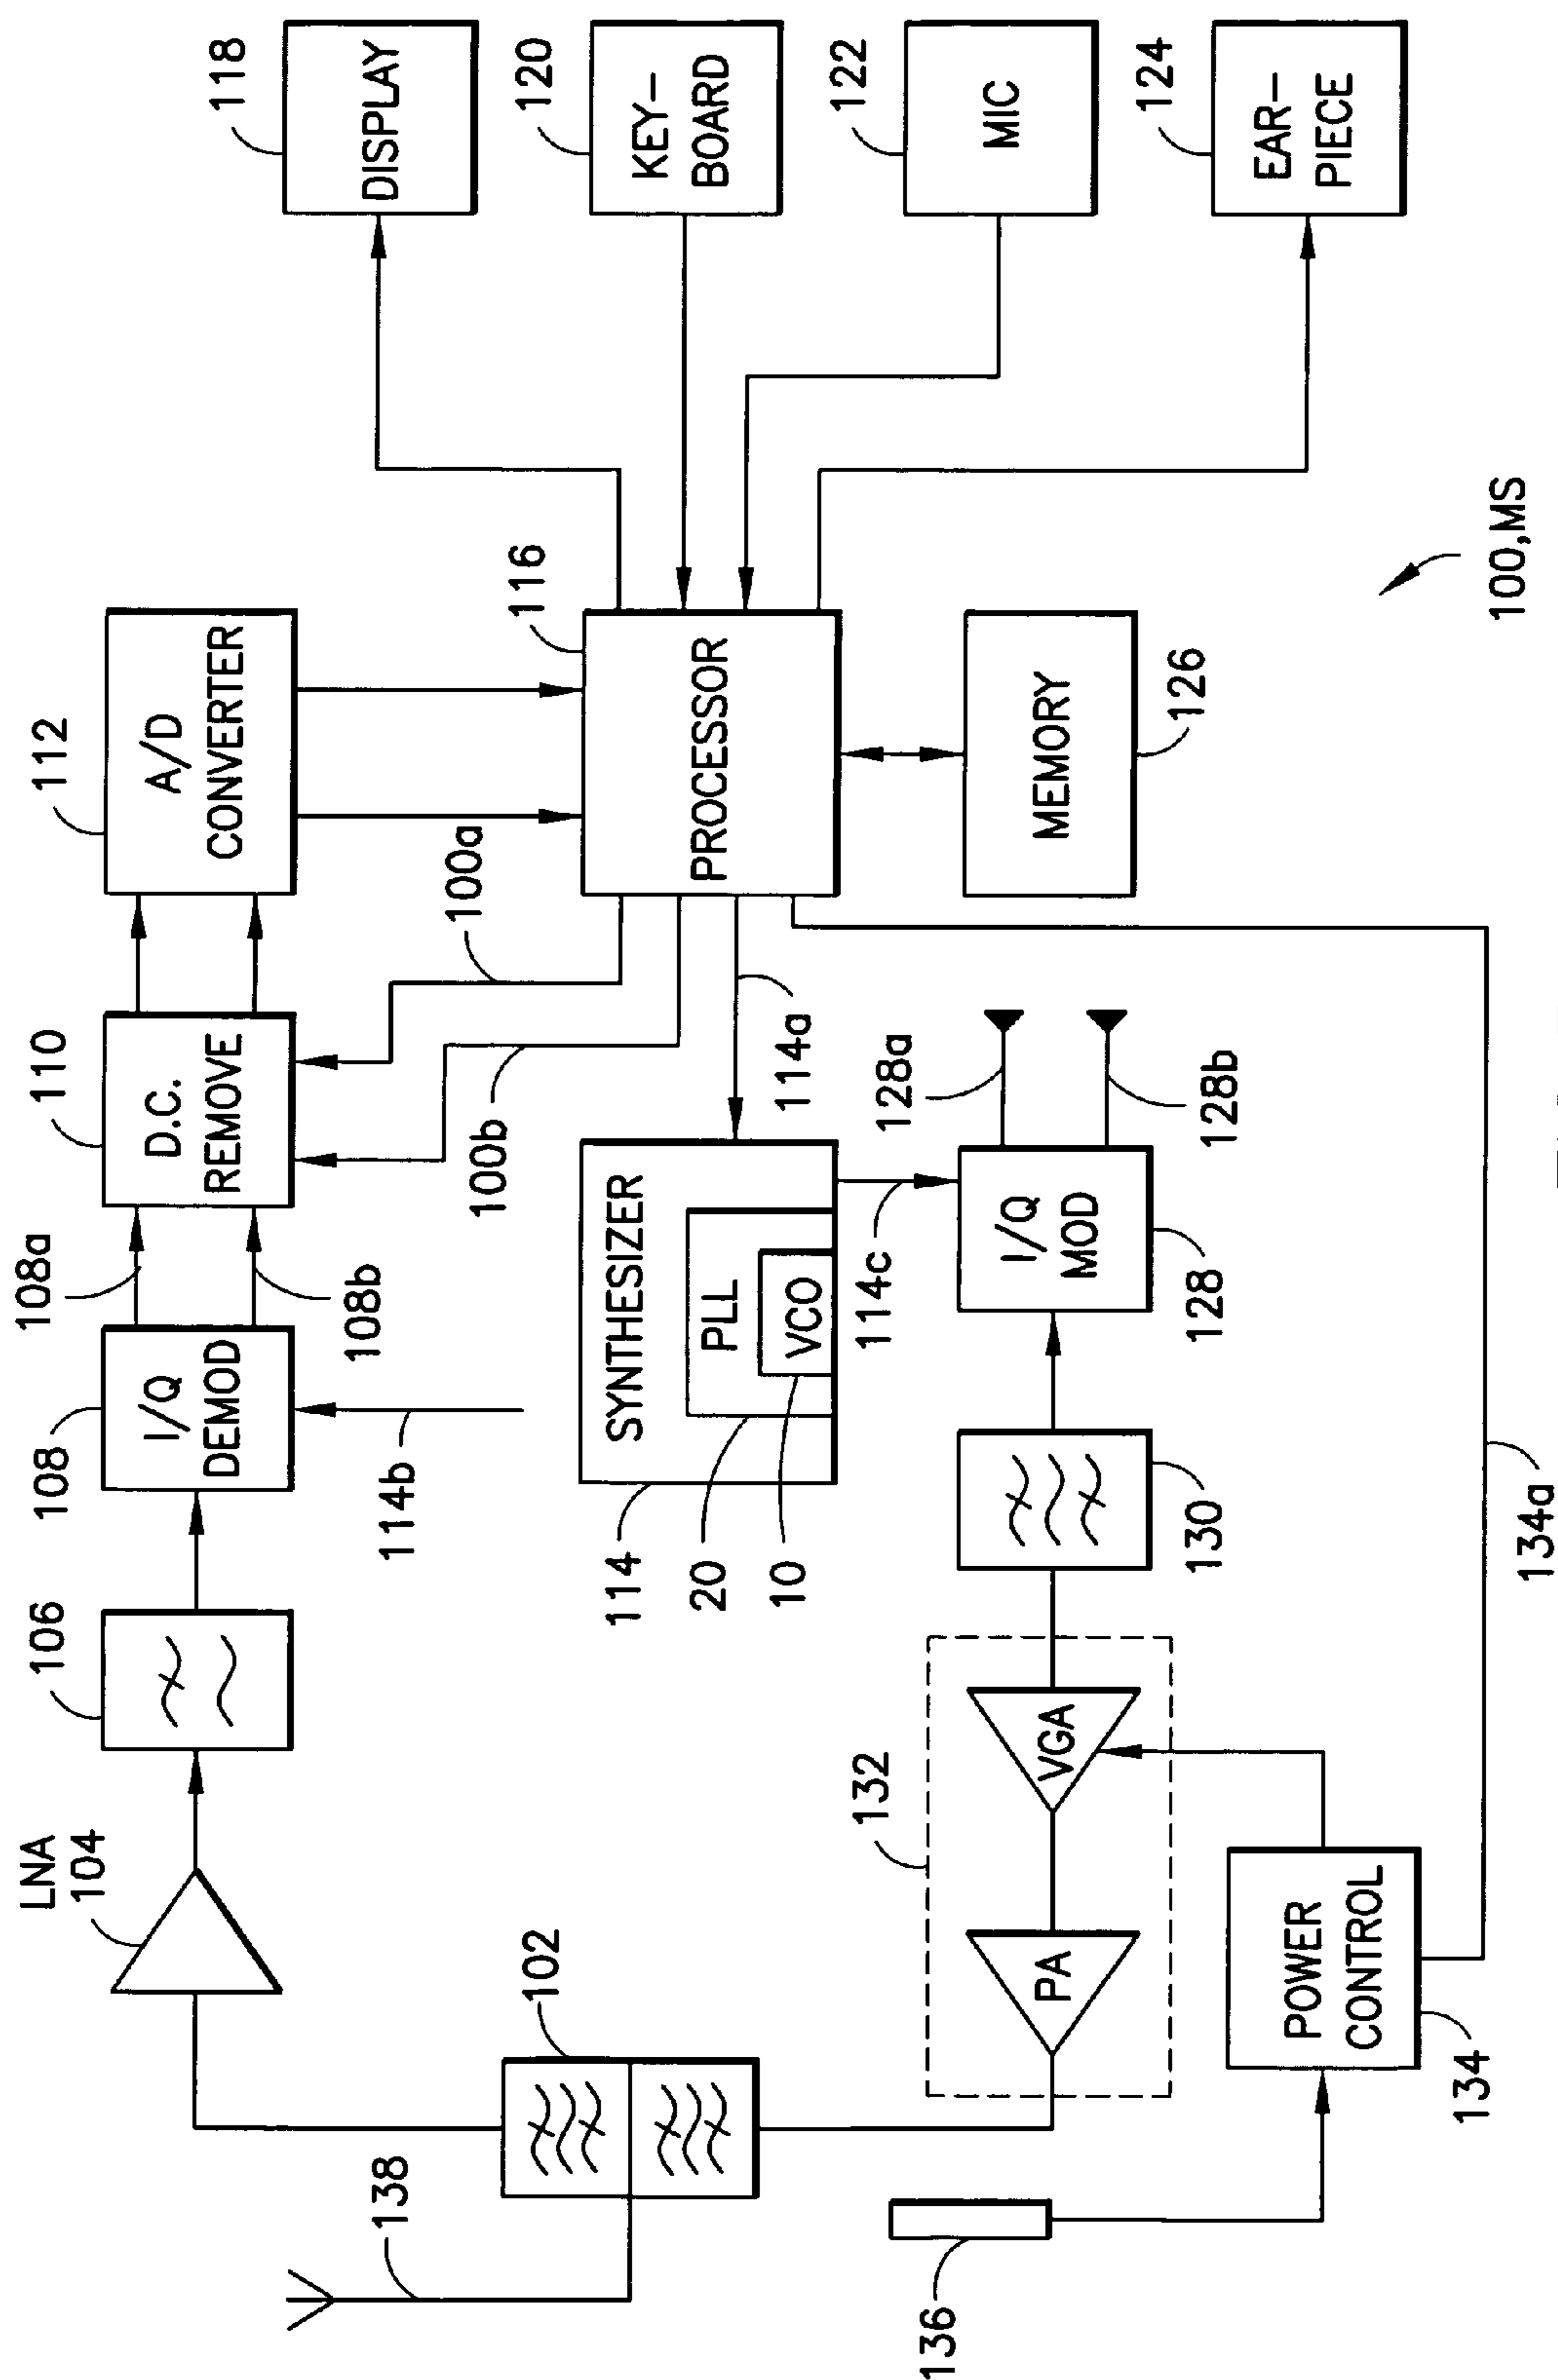 LNA
104
106
108
108a
108b
110
112
I/Q
DEMOD
D.C.
REMOVE
A/D
CONVERTER
114b
100b
100a
138
102
114
20
10
SYNTHESIZER
PLL
VCO
114a
114c
116
PROCESSOR
MEMORY
126
118
DISPLAY
120
KEY-
BOARD
122
MIC
124
EAR-
PIECE
132
PA
VGA
130
I/Q
MOD
128
128a
128b
136
POWER
CONTROL
134
134a
100,MS